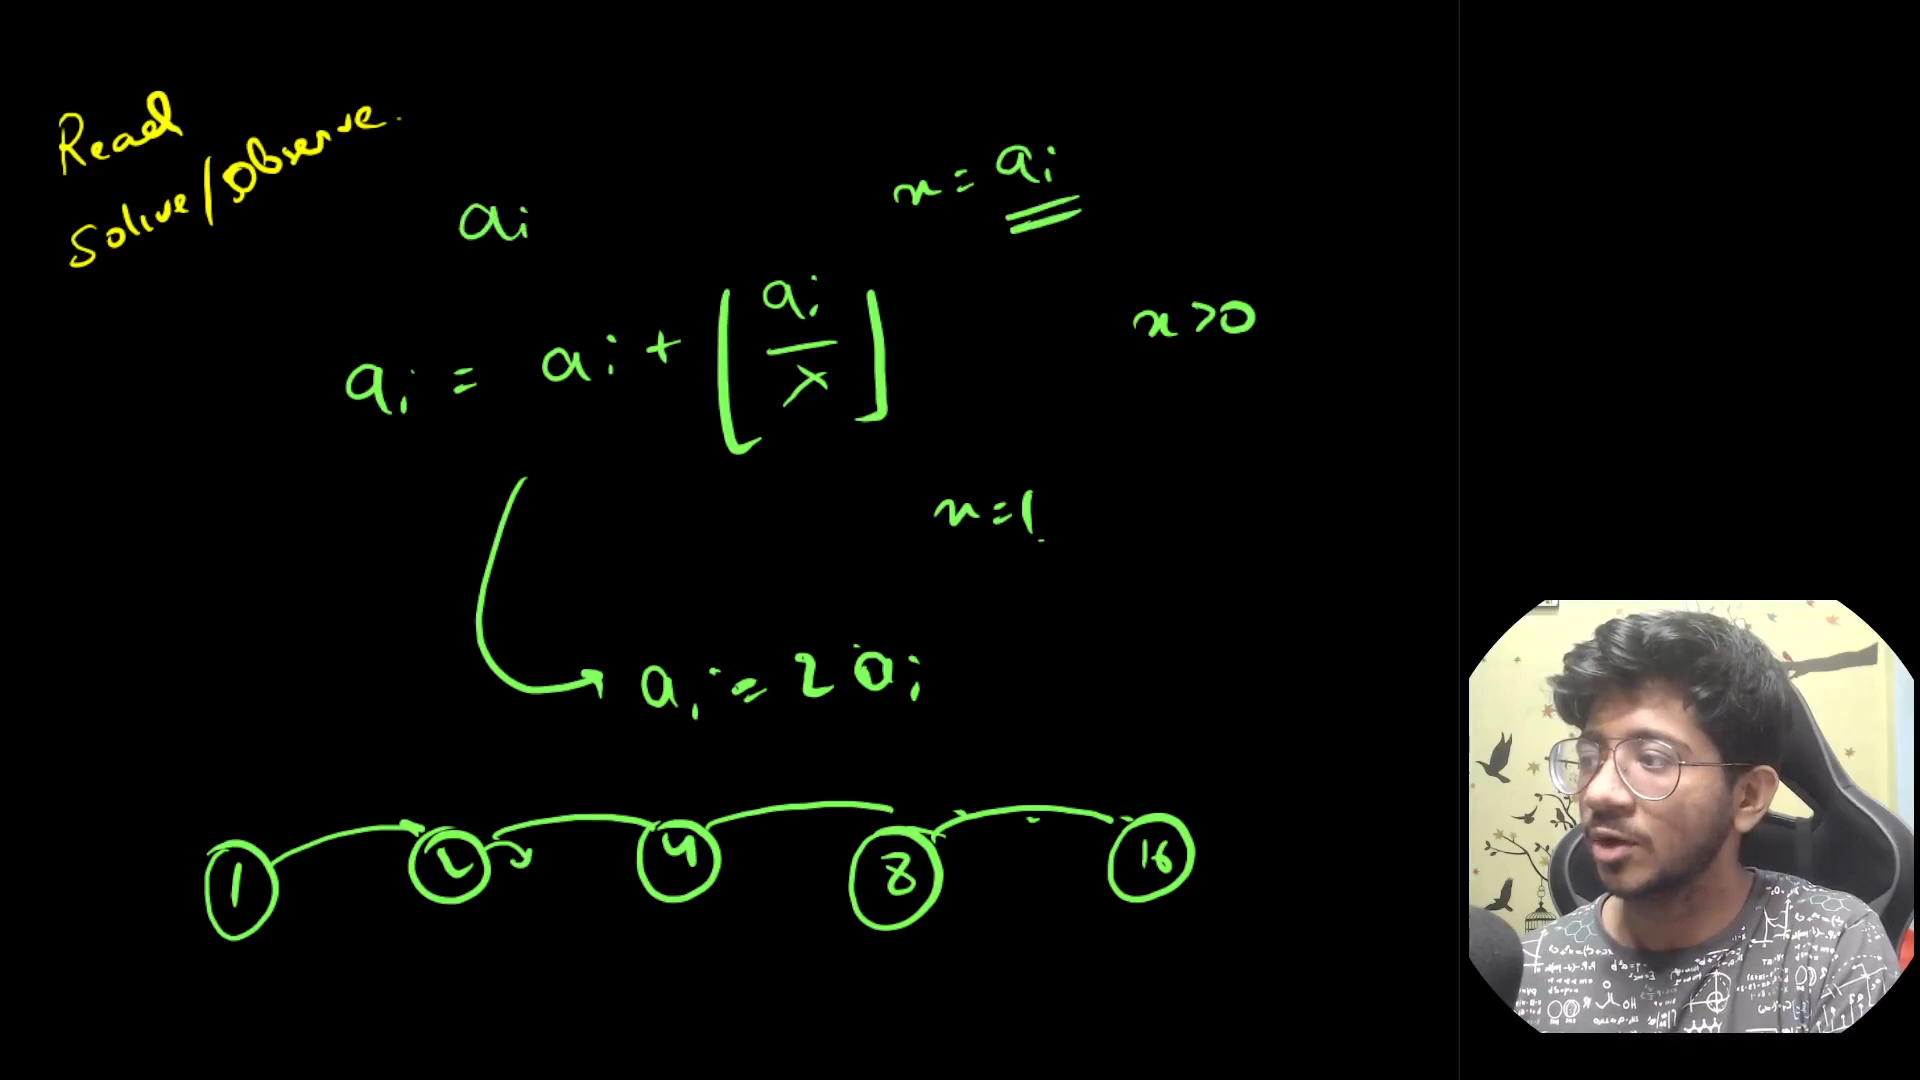 Read
Solve/Observe.
ai
x = ai
ai = ai + ⌊ai/x⌋
x > 0
x = 1
ai = 2ai
1 2 4 8 16